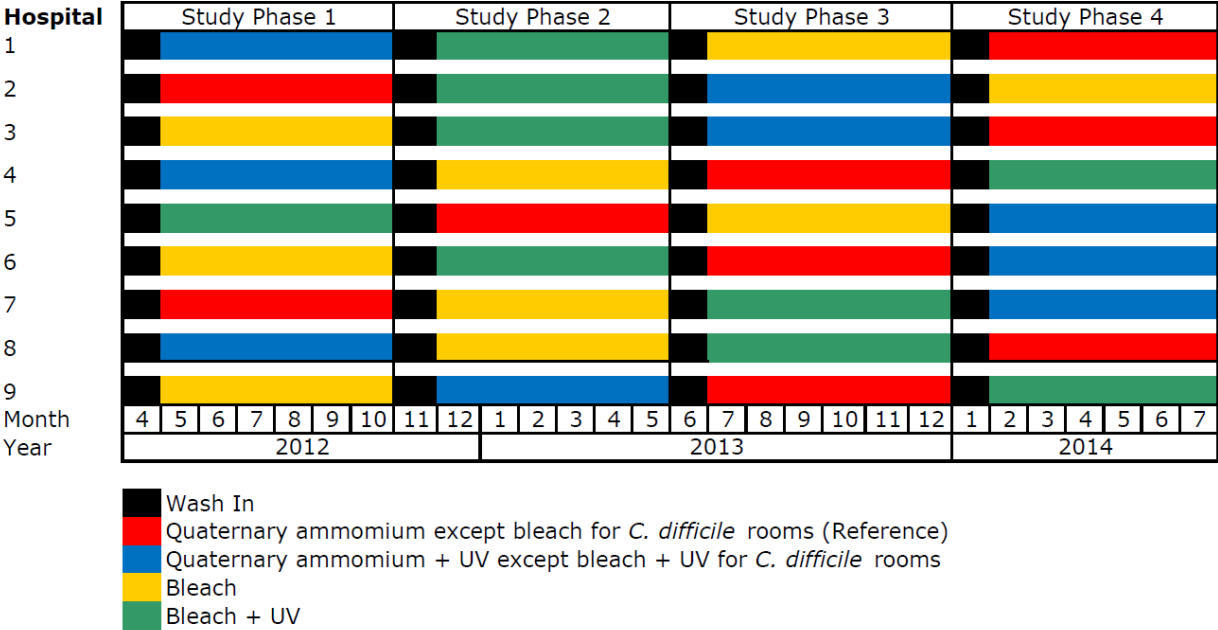 Hospital Study Phase 1 Study Phase 2 Study Phase 3 Study Phase 4
1
2
3
4
5
6
7
8
9
Month 4 5 6 7 8 9 10 11 12 1 2 3 4 5 6 7 8 9 10 11 12 1 2 3 4 5 6 7
Year 2012 2013 2014
Wash In
Quaternary ammomium except bleach for C. difficile rooms (Reference)
Quaternary ammomium + UV except bleach + UV for C. difficile rooms
Bleach
Bleach + UV